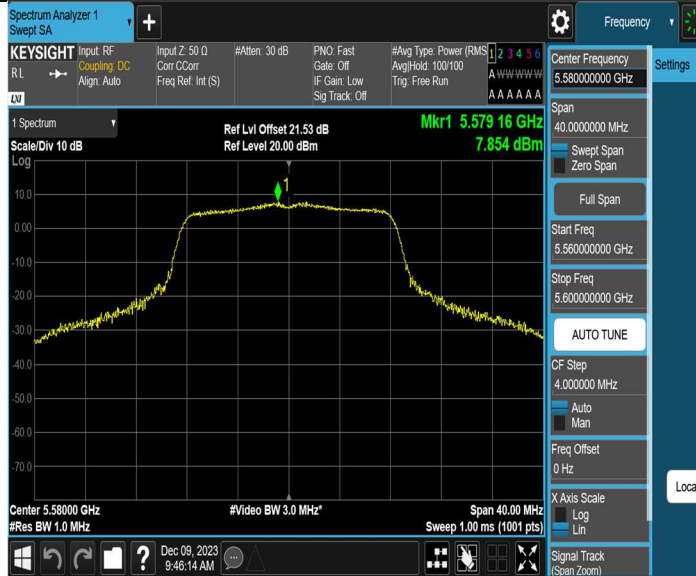 Spectrum Analyzer 1
Swept SA
Frequency
KEYSIGHT
RL
LXI
Input: RF
Coupling: DC
Align: Auto
Input Z: 50 Ω
Corr CCorr
Freq Ref: Int (S)
#Atten: 30 dB
PNO: Fast
Gate: Off
IF Gain: Low
Sig Track: Off
#Avg Type: Power (RMS
Avg|Hold: 100/100
Trig: Free Run
1 2 3 4 5 6
A W W W W W
A A A A A A
1 Spectrum
Scale/Div 10 dB
Log
Ref Lvl Offset 21.53 dB
Ref Level 20.00 dBm
Mkr1 5.579 16 GHz
7.854 dBm
1
10.0
0.00
-10.0
-20.0
-30.0
-40.0
-50.0
-60.0
-70.0
Center 5.58000 GHz
#Res BW 1.0 MHz
#Video BW 3.0 MHz*
Span 40.00 MHz
Sweep 1.00 ms (1001 pts)
Dec 09, 2023
9:46:14 AM
Center Frequency
5.580000000 GHz
Span
40.0000000 MHz
Swept Span
Zero Span
Full Span
Start Freq
5.560000000 GHz
Stop Freq
5.600000000 GHz
AUTO TUNE
CF Step
4.000000 MHz
Auto
Man
Freq Offset
0 Hz
X Axis Scale
Log
Lin
Signal Track
(Span Zoom)
Settings
Loca